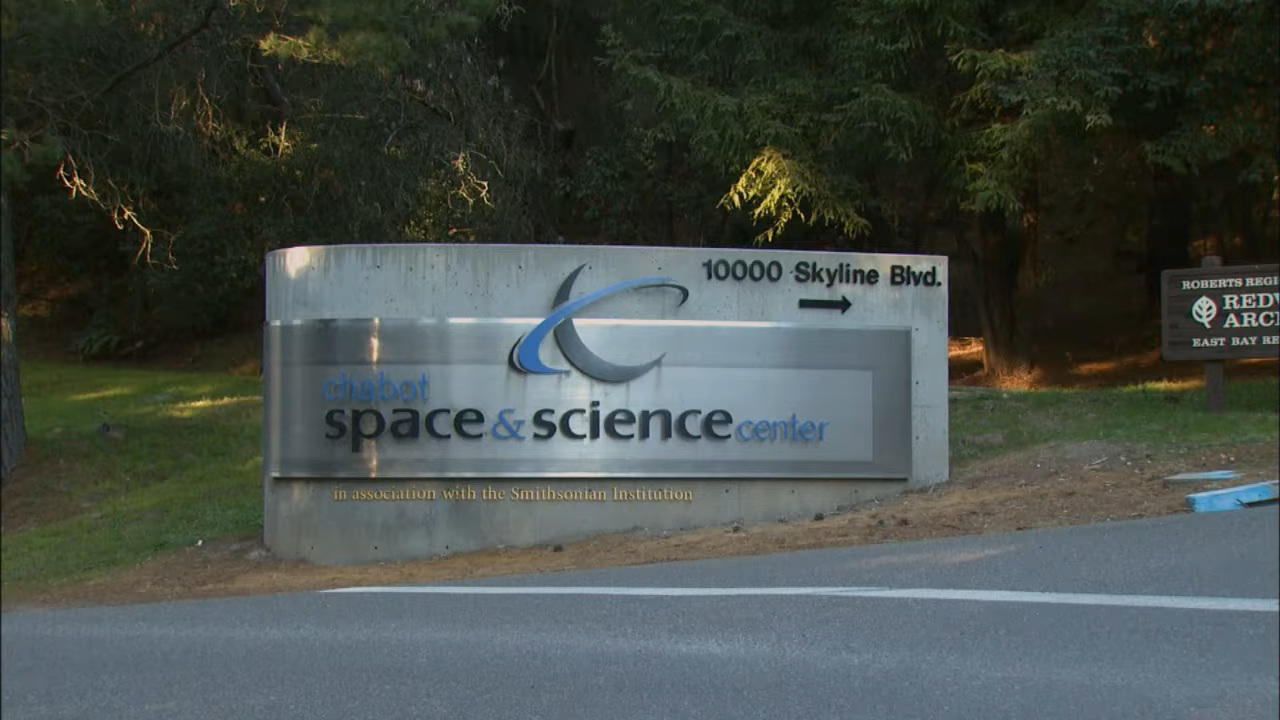 10000 Skyline Blvd.
chabot
space & science center
in association with the Smithsonian Institution
ROBERTS REGI
REDW
ARC
EAST BAY RE